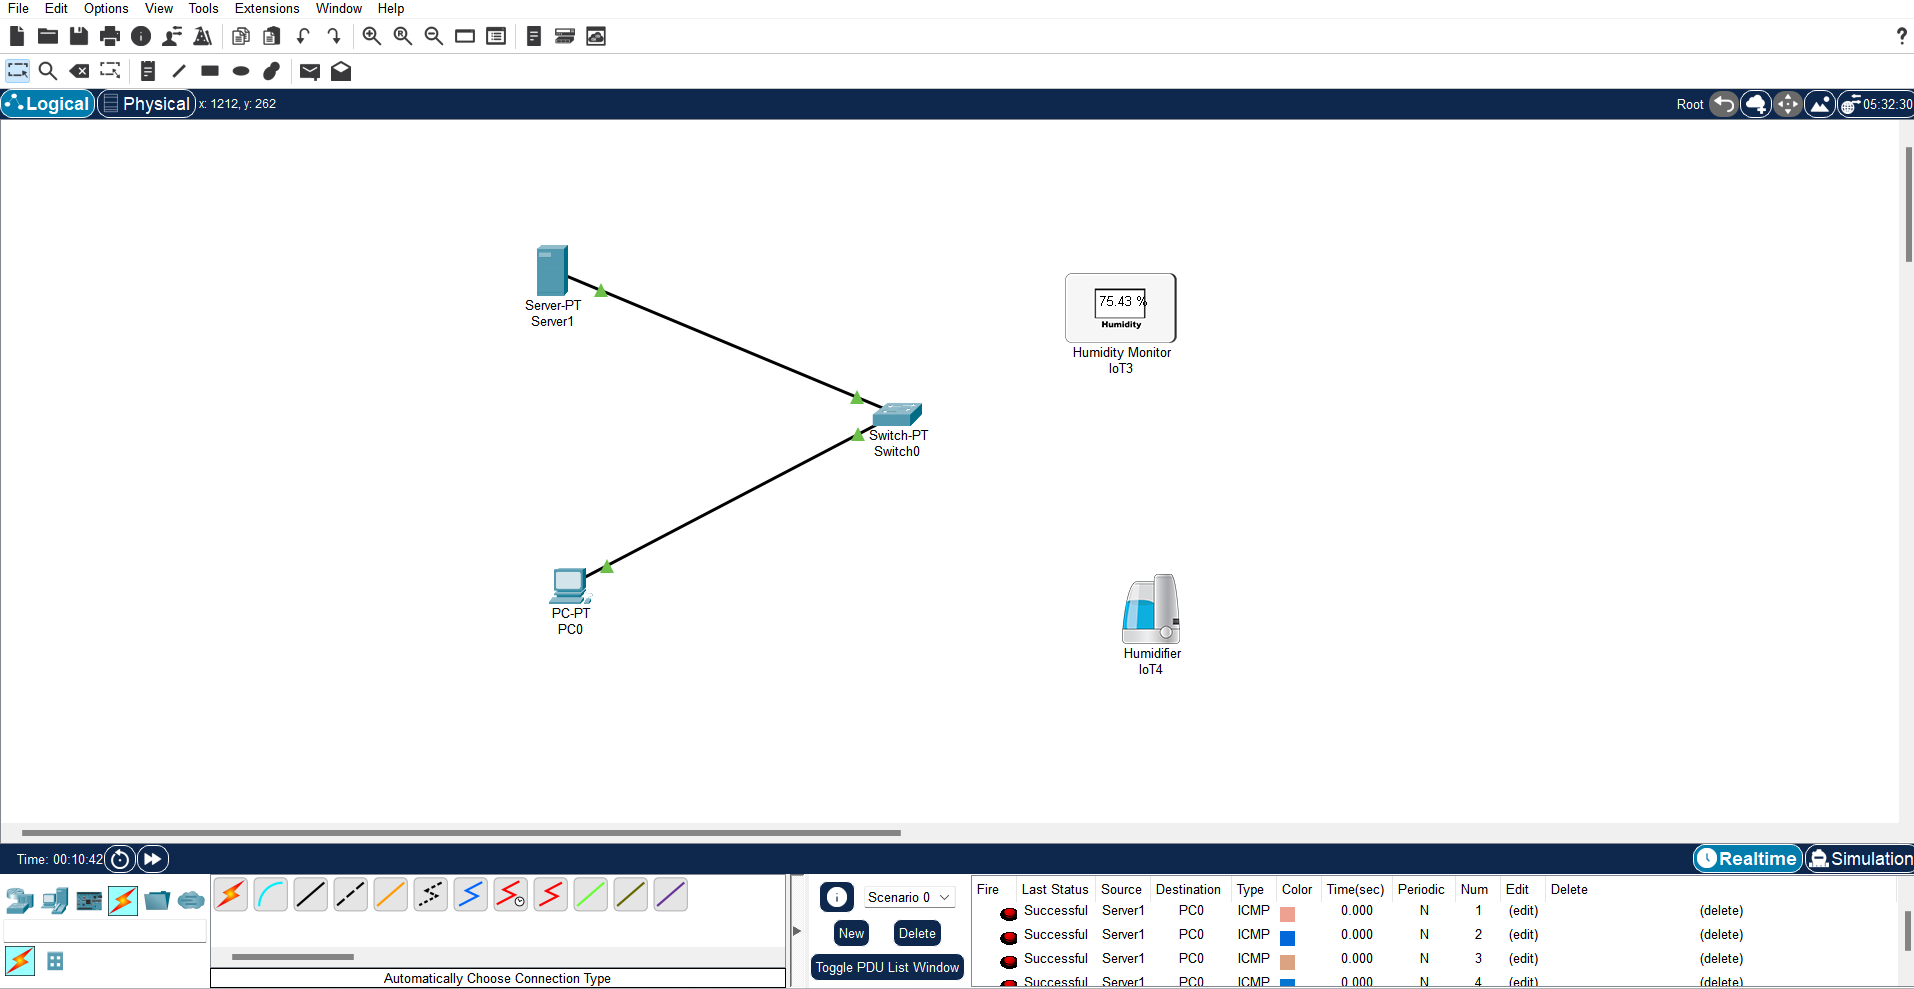 File Edit Options View Tools Extensions Window Help
?
Logical Physical x: 1212, y: 262 Root 05:32:30
Server-PT
Server1
75.43 %
Humidity
Humidity Monitor
IoT3
Switch-PT
Switch0
PC-PT
PC0
Humidifier
IoT4
Time: 00:10:42 Realtime Simulation
Scenario 0
New Delete
Toggle PDU List Window
Automatically Choose Connection Type
Fire Last Status Source Destination Type Color Time(sec) Periodic Num Edit Delete
Successful Server1 PC0 ICMP 0.000 N 1 (edit) (delete)
Successful Server1 PC0 ICMP 0.000 N 2 (edit) (delete)
Successful Server1 PC0 ICMP 0.000 N 3 (edit) (delete)
Successful Server1 PC0 ICMP 0.000 N 4 (edit) (delete)